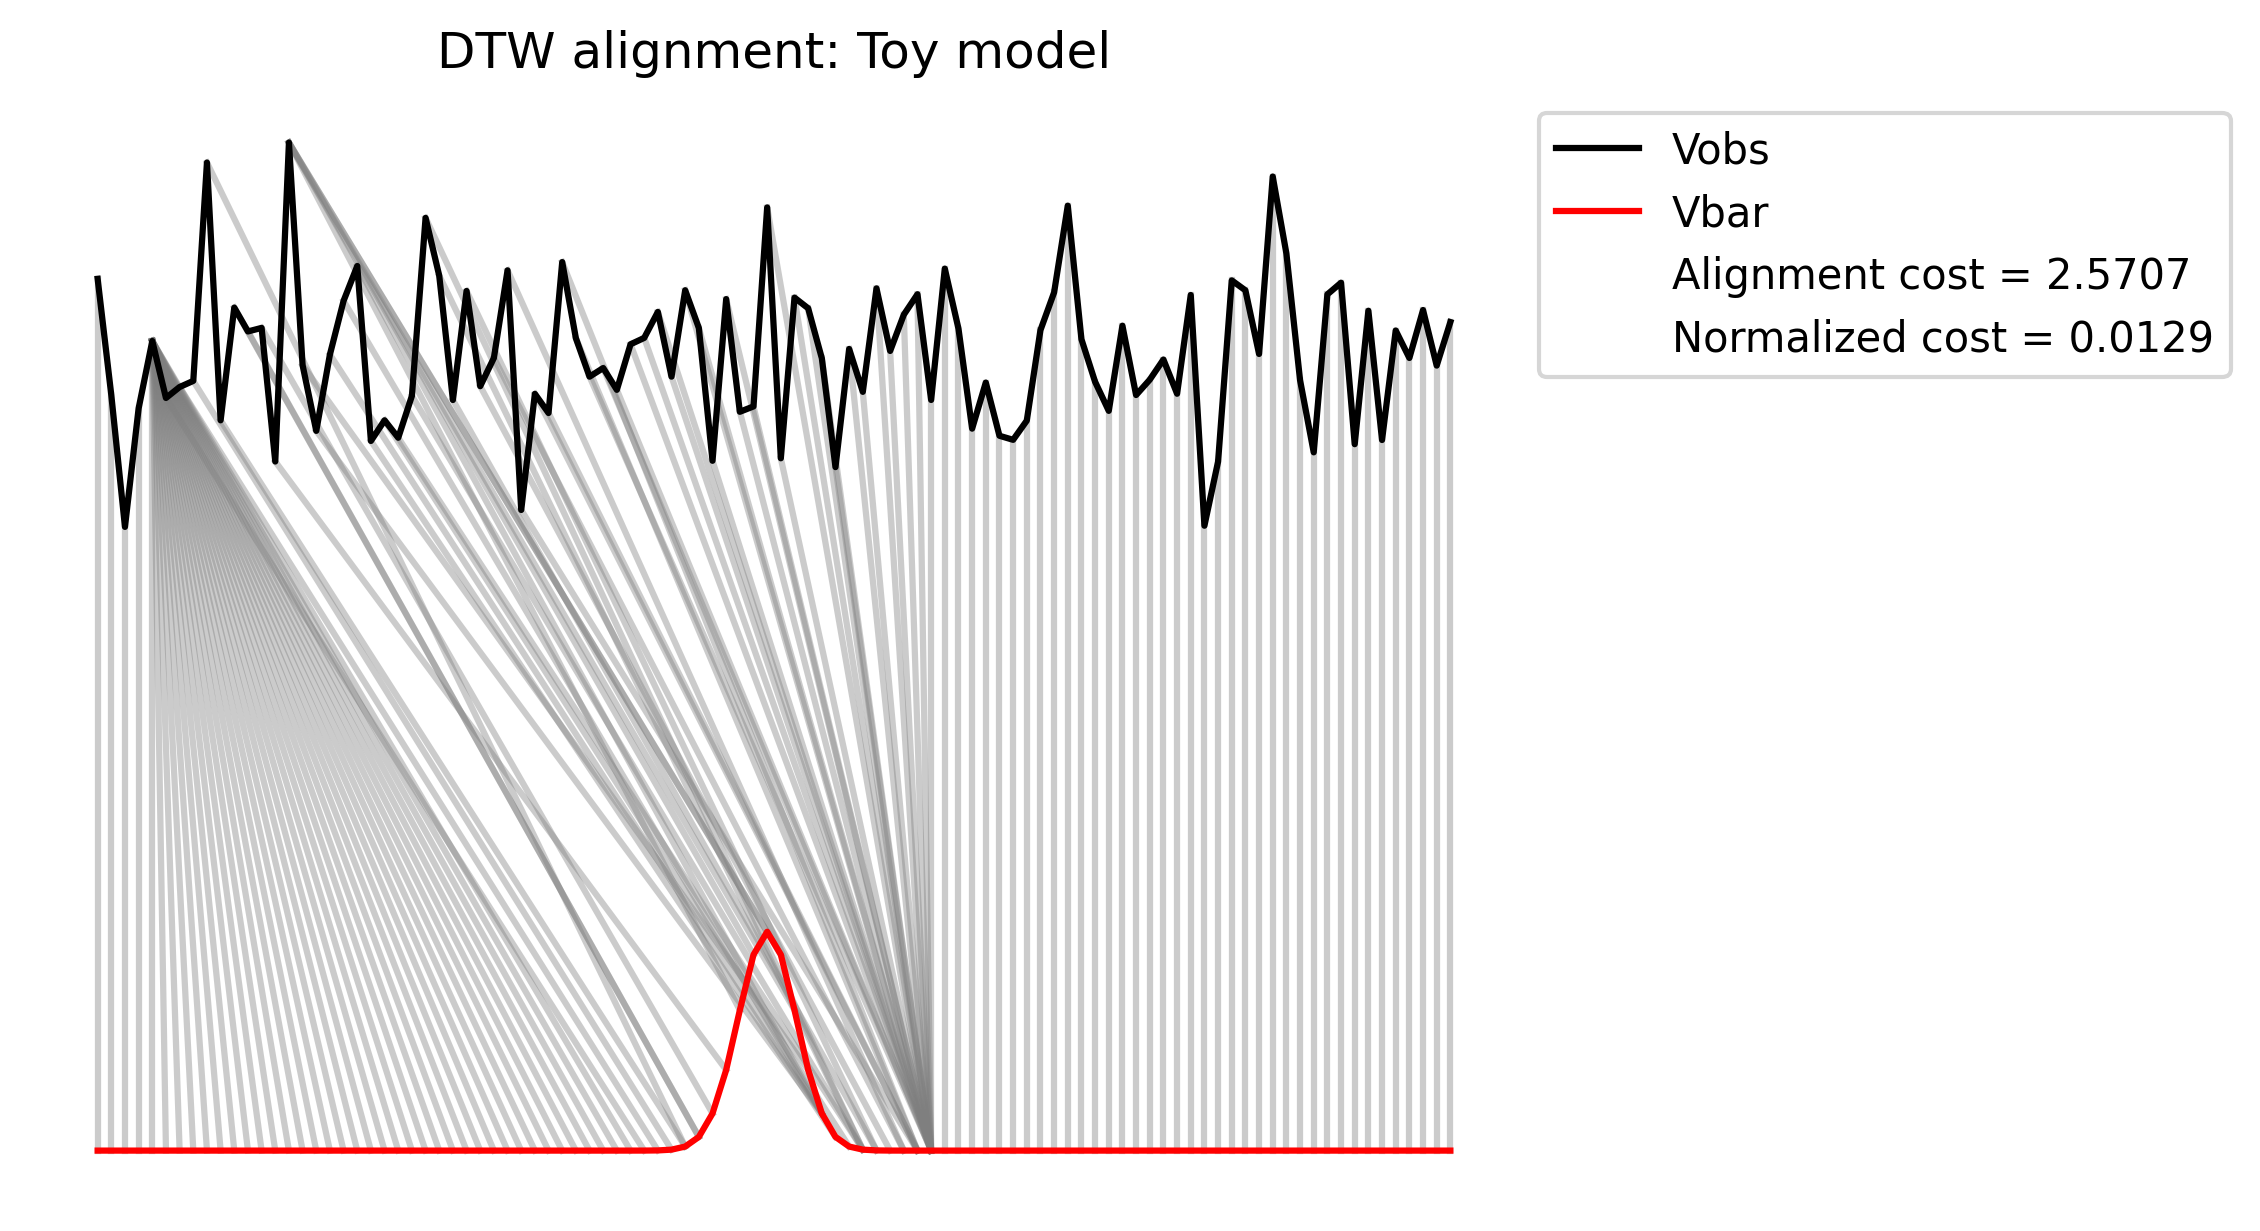 DTW alignment: Toy model
Vobs
Vbar
Alignment cost = 2.5707
Normalized cost = 0.0129